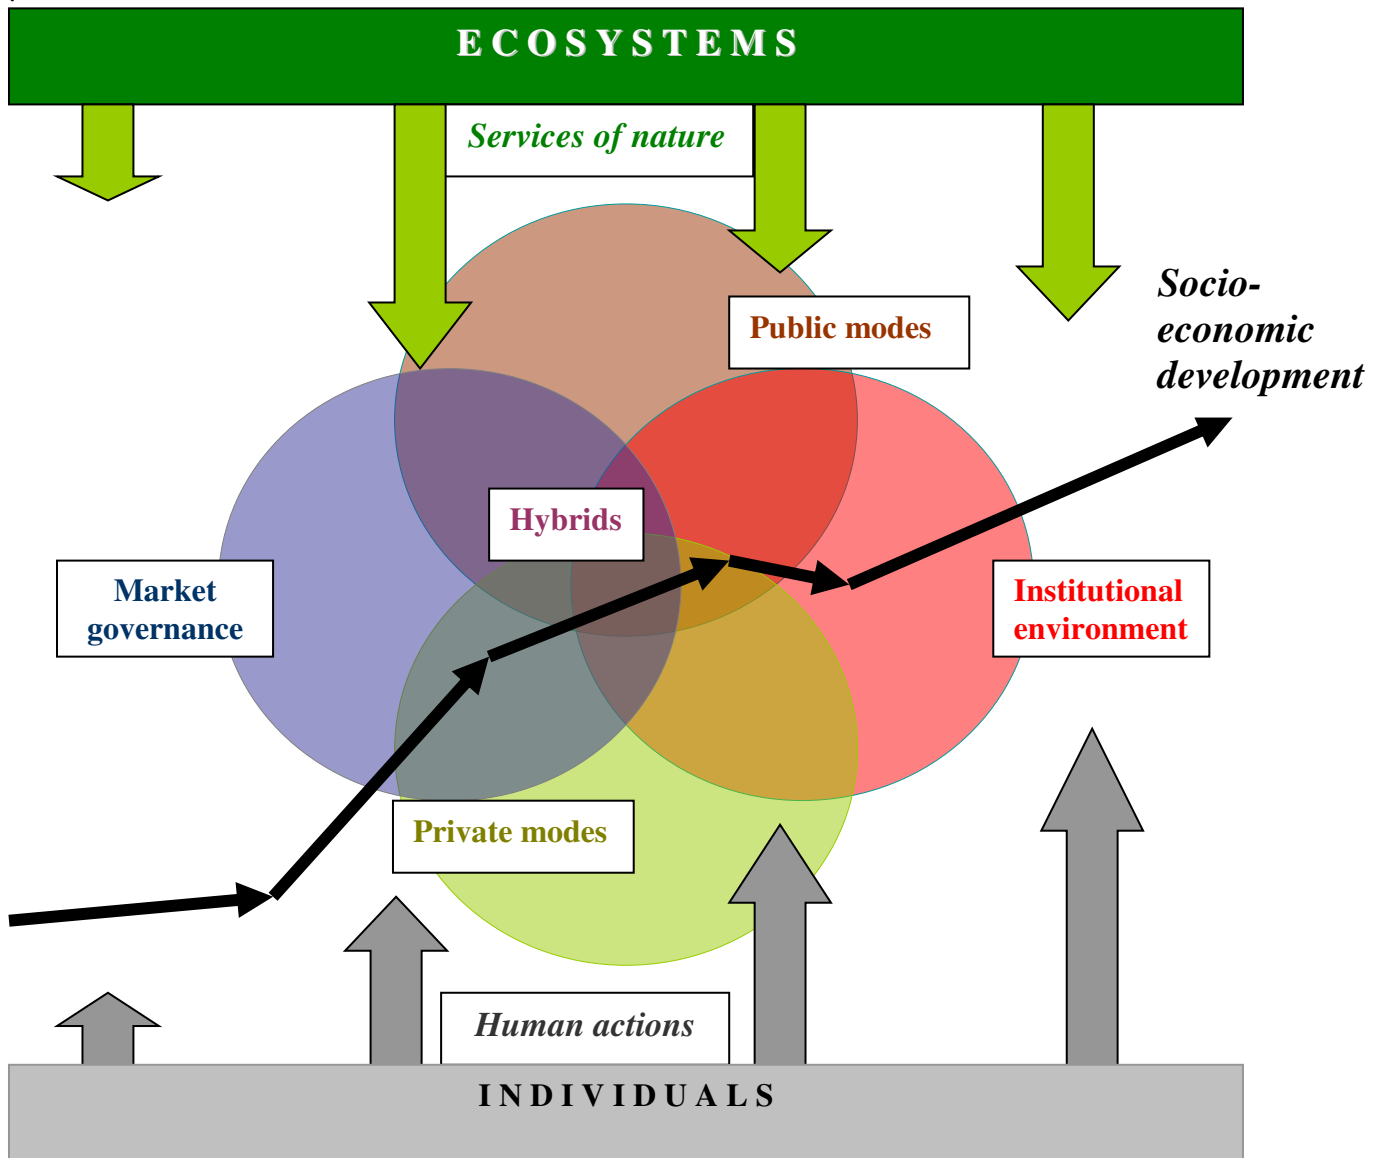 ECOSYSTEMS
Services of nature
Socio-
economic
development
Public modes
Hybrids
Market
governance
Institutional
environment
Private modes
Human actions
INDIVIDUALS